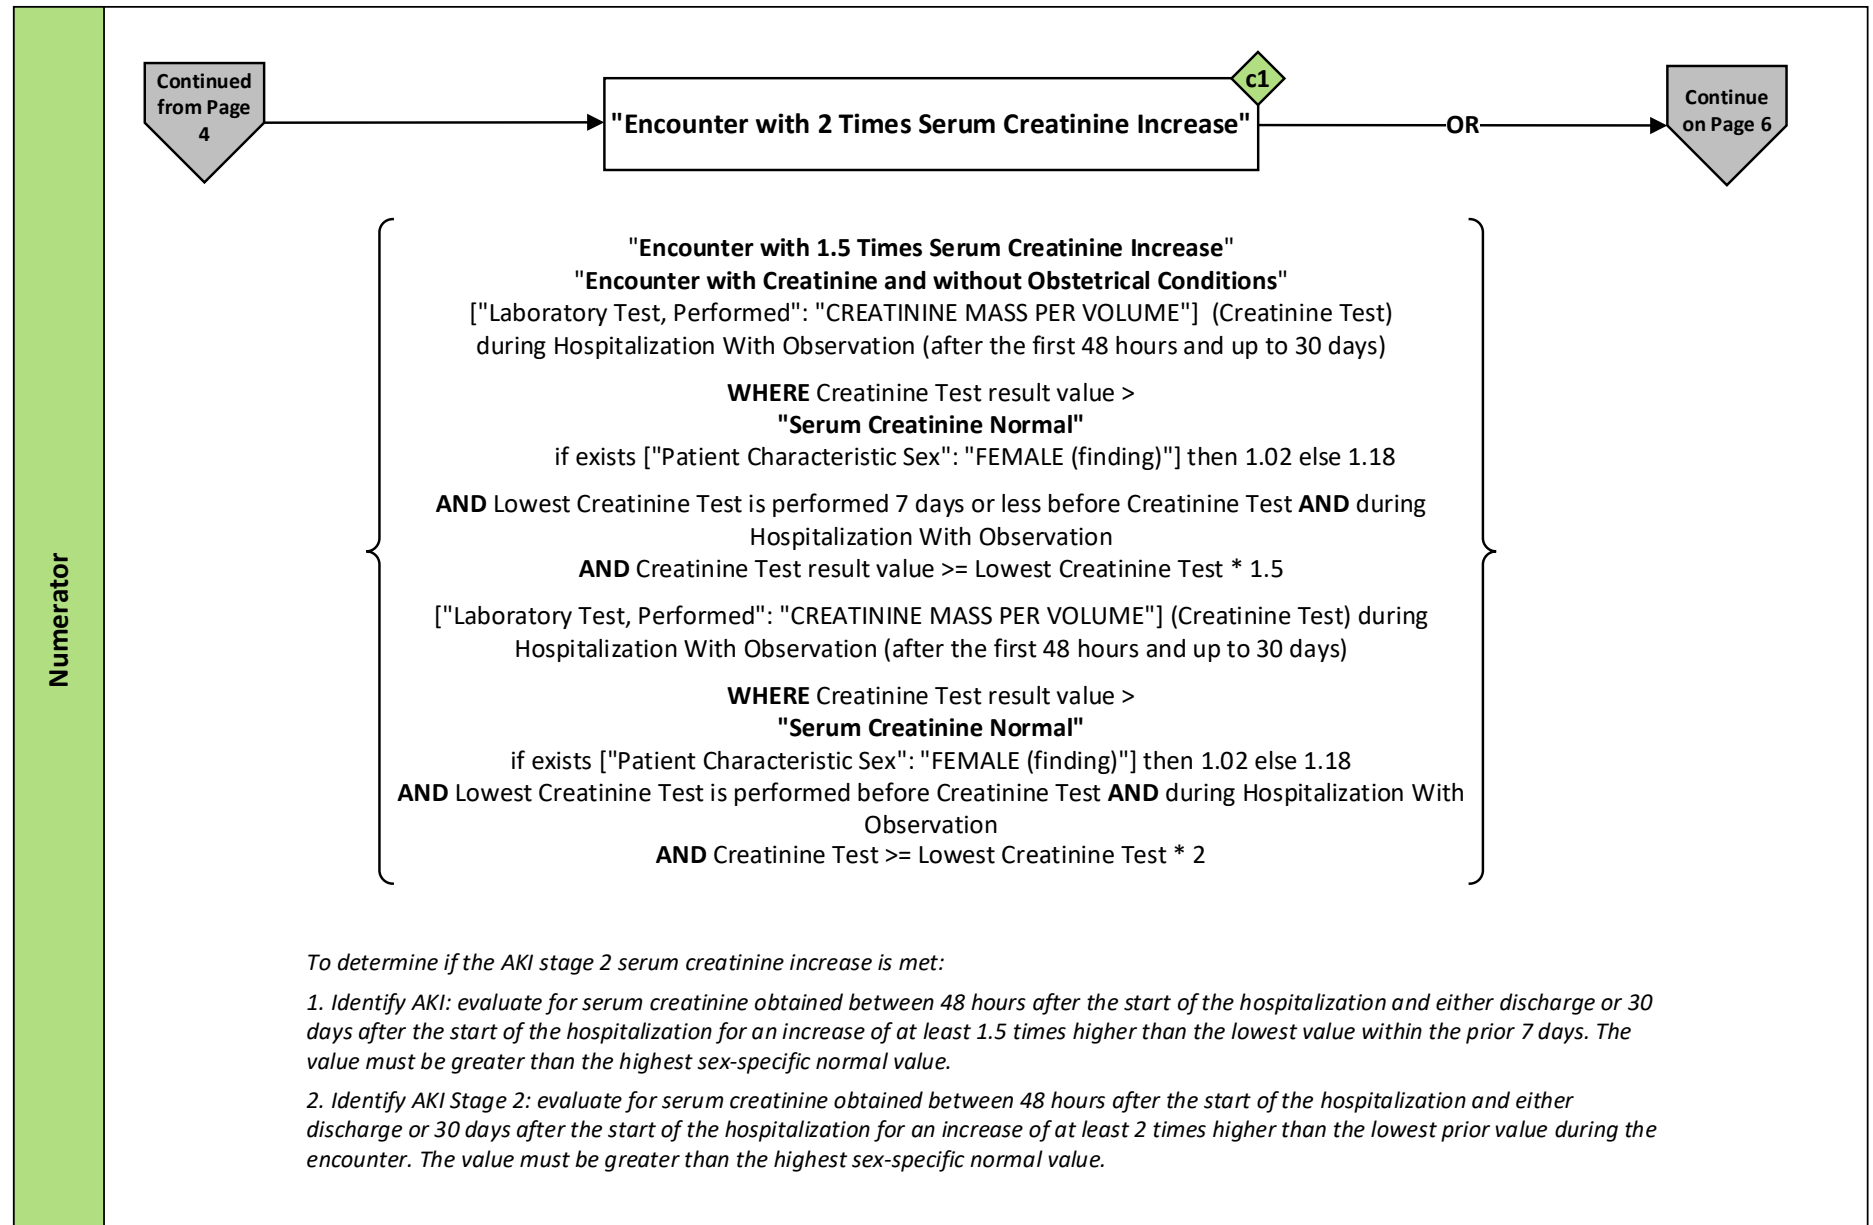 Numerator
Continued
from Page
4
"Encounter with 2 Times Serum Creatinine Increase"
c1
OR
Continue
on Page 6
"Encounter with 1.5 Times Serum Creatinine Increase"
"Encounter with Creatinine and without Obstetrical Conditions"
["Laboratory Test, Performed": "CREATININE MASS PER VOLUME"] (Creatinine Test)
during Hospitalization With Observation (after the first 48 hours and up to 30 days)
WHERE Creatinine Test result value >
"Serum Creatinine Normal"
if exists ["Patient Characteristic Sex": "FEMALE (finding)"] then 1.02 else 1.18
AND Lowest Creatinine Test is performed 7 days or less before Creatinine Test AND during
Hospitalization With Observation
AND Creatinine Test result value >= Lowest Creatinine Test * 1.5
["Laboratory Test, Performed": "CREATININE MASS PER VOLUME"] (Creatinine Test) during
Hospitalization With Observation (after the first 48 hours and up to 30 days)
WHERE Creatinine Test result value >
"Serum Creatinine Normal"
if exists ["Patient Characteristic Sex": "FEMALE (finding)"] then 1.02 else 1.18
AND Lowest Creatinine Test is performed before Creatinine Test AND during Hospitalization With
Observation
AND Creatinine Test >= Lowest Creatinine Test * 2
To determine if the AKI stage 2 serum creatinine increase is met:
1. Identify AKI: evaluate for serum creatinine obtained between 48 hours after the start of the hospitalization and either discharge or 30
days after the start of the hospitalization for an increase of at least 1.5 times higher than the lowest value within the prior 7 days. The
value must be greater than the highest sex-specific normal value.
2. Identify AKI Stage 2: evaluate for serum creatinine obtained between 48 hours after the start of the hospitalization and either
discharge or 30 days after the start of the hospitalization for an increase of at least 2 times higher than the lowest prior value during the
encounter. The value must be greater than the highest sex-specific normal value.